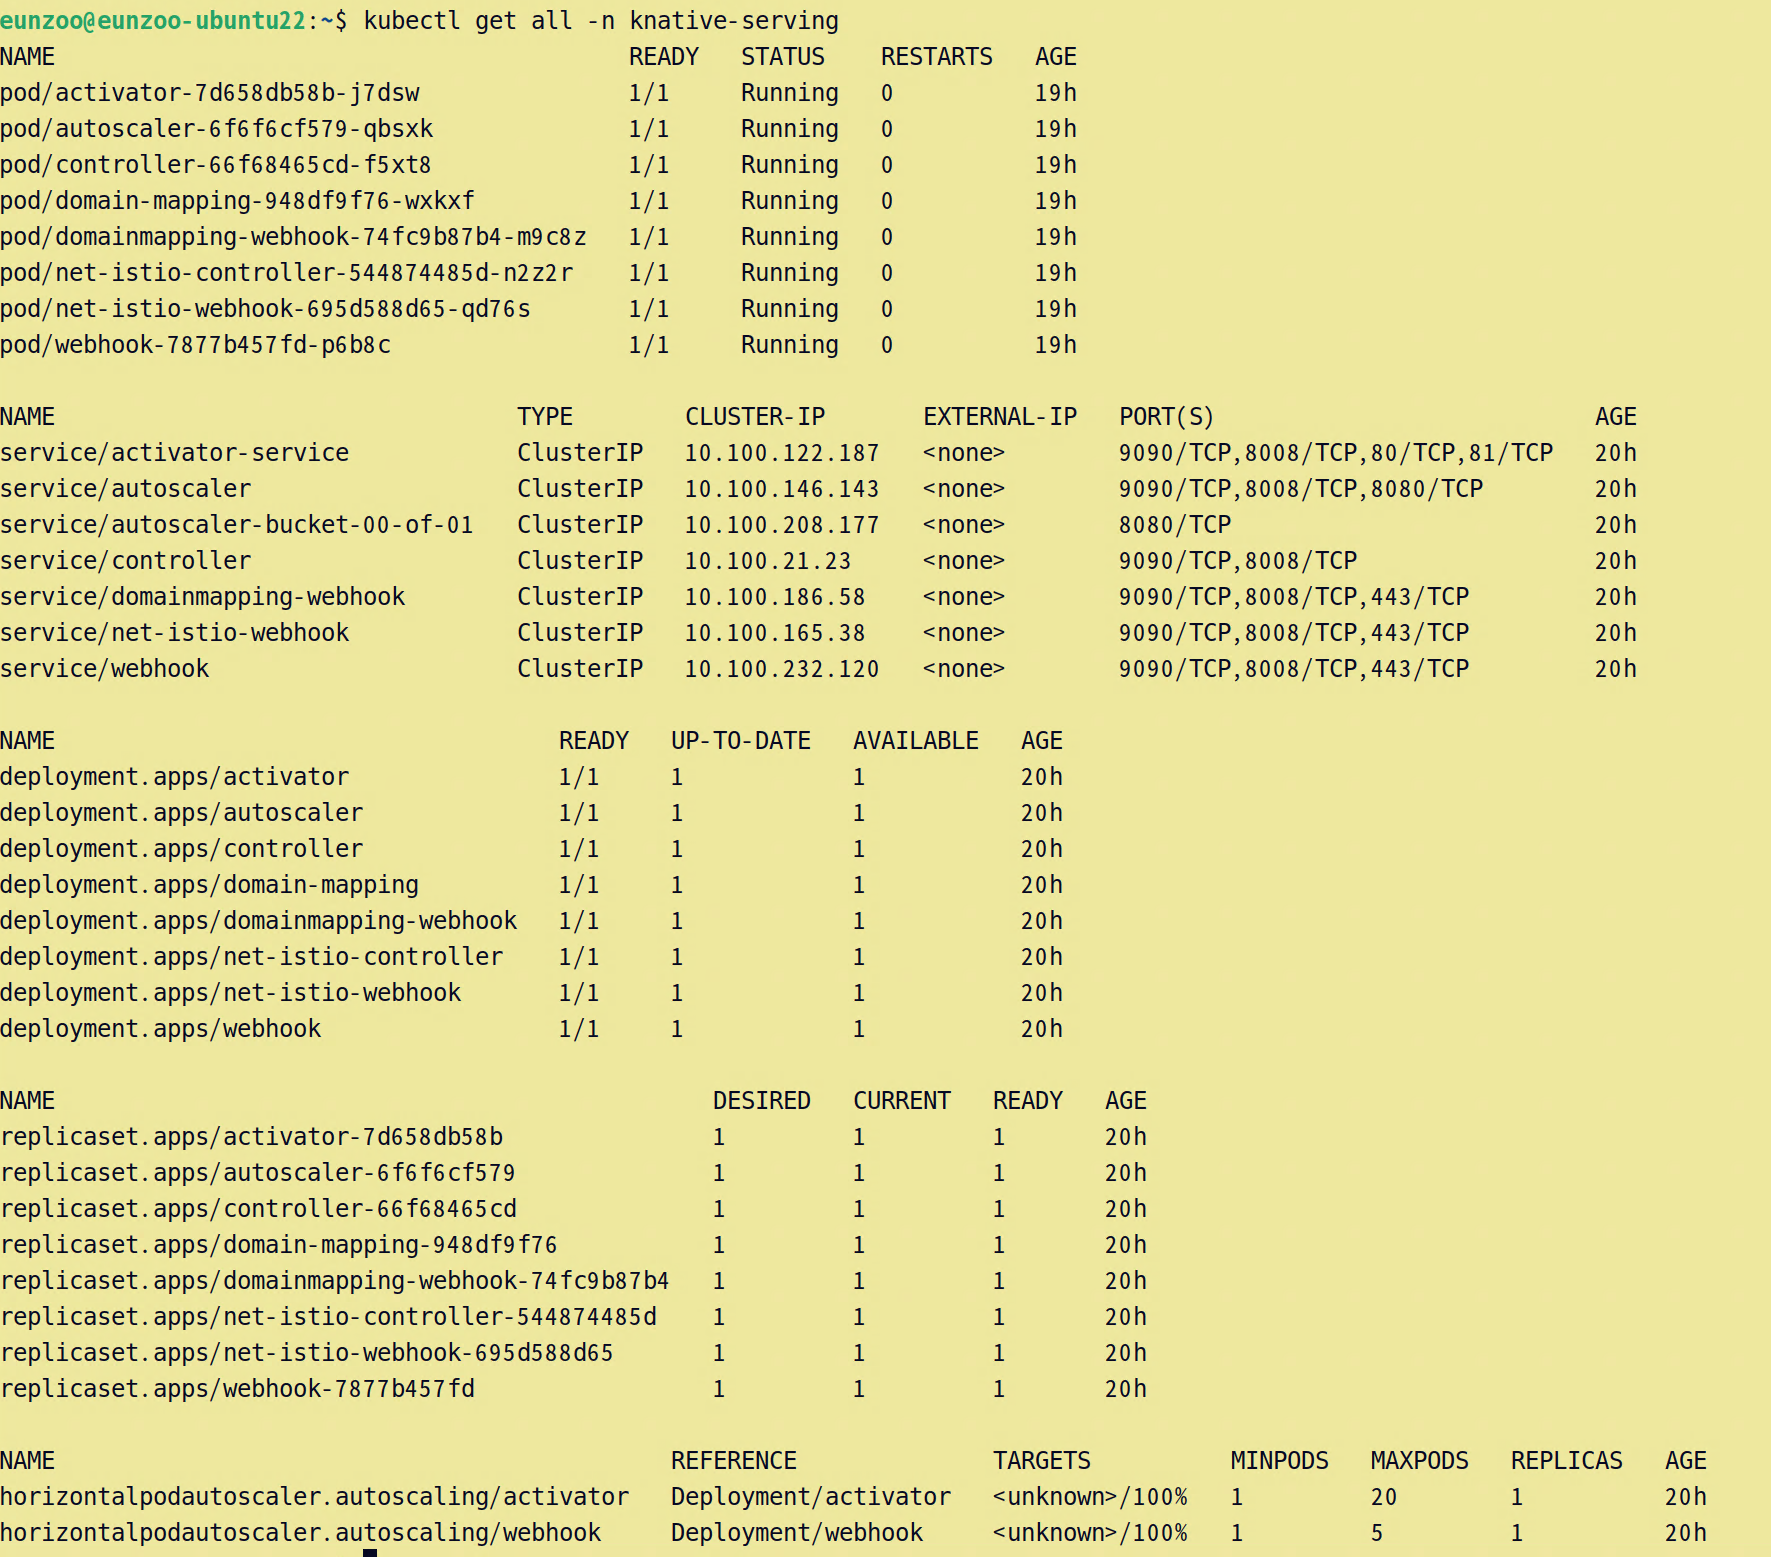 eunzoo@eunzoo-ubuntu22:~$ kubectl get all -n knative-serving
NAME                                         READY   STATUS    RESTARTS   AGE
pod/activator-7d658db58b-j7dsw               1/1     Running   0          19h
pod/autoscaler-6f6f6cf579-qbsxk              1/1     Running   0          19h
pod/controller-66f68465cd-f5xt8              1/1     Running   0          19h
pod/domain-mapping-948df9f76-wxkxf           1/1     Running   0          19h
pod/domainmapping-webhook-74fc9b87b4-m9c8z   1/1     Running   0          19h
pod/net-istio-controller-544874485d-n2z2r    1/1     Running   0          19h
pod/net-istio-webhook-695d588d65-qd76s       1/1     Running   0          19h
pod/webhook-7877b457fd-p6b8c                 1/1     Running   0          19h

NAME                                 TYPE        CLUSTER-IP       EXTERNAL-IP   PORT(S)                           AGE
service/activator-service            ClusterIP   10.100.122.187   <none>        9090/TCP,8008/TCP,80/TCP,81/TCP   20h
service/autoscaler                   ClusterIP   10.100.146.143   <none>        9090/TCP,8008/TCP,8080/TCP        20h
service/autoscaler-bucket-00-of-01   ClusterIP   10.100.208.177   <none>        8080/TCP                          20h
service/controller                   ClusterIP   10.100.21.23     <none>        9090/TCP,8008/TCP                 20h
service/domainmapping-webhook        ClusterIP   10.100.186.58    <none>        9090/TCP,8008/TCP,443/TCP         20h
service/net-istio-webhook            ClusterIP   10.100.165.38    <none>        9090/TCP,8008/TCP,443/TCP         20h
service/webhook                      ClusterIP   10.100.232.120   <none>        9090/TCP,8008/TCP,443/TCP         20h

NAME                                    READY   UP-TO-DATE   AVAILABLE   AGE
deployment.apps/activator               1/1     1            1           20h
deployment.apps/autoscaler              1/1     1            1           20h
deployment.apps/controller              1/1     1            1           20h
deployment.apps/domain-mapping          1/1     1            1           20h
deployment.apps/domainmapping-webhook   1/1     1            1           20h
deployment.apps/net-istio-controller    1/1     1            1           20h
deployment.apps/net-istio-webhook       1/1     1            1           20h
deployment.apps/webhook                 1/1     1            1           20h

NAME                                               DESIRED   CURRENT   READY   AGE
replicaset.apps/activator-7d658db58b               1         1         1       20h
replicaset.apps/autoscaler-6f6f6cf579              1         1         1       20h
replicaset.apps/controller-66f68465cd              1         1         1       20h
replicaset.apps/domain-mapping-948df9f76           1         1         1       20h
replicaset.apps/domainmapping-webhook-74fc9b87b4   1         1         1       20h
replicaset.apps/net-istio-controller-544874485d    1         1         1       20h
replicaset.apps/net-istio-webhook-695d588d65       1         1         1       20h
replicaset.apps/webhook-7877b457fd                 1         1         1       20h

NAME                                            REFERENCE              TARGETS          MINPODS   MAXPODS   REPLICAS   AGE
horizontalpodautoscaler.autoscaling/activator   Deployment/activator   <unknown>/100%   1         20        1          20h
horizontalpodautoscaler.autoscaling/webhook     Deployment/webhook     <unknown>/100%   1         5         1          20h